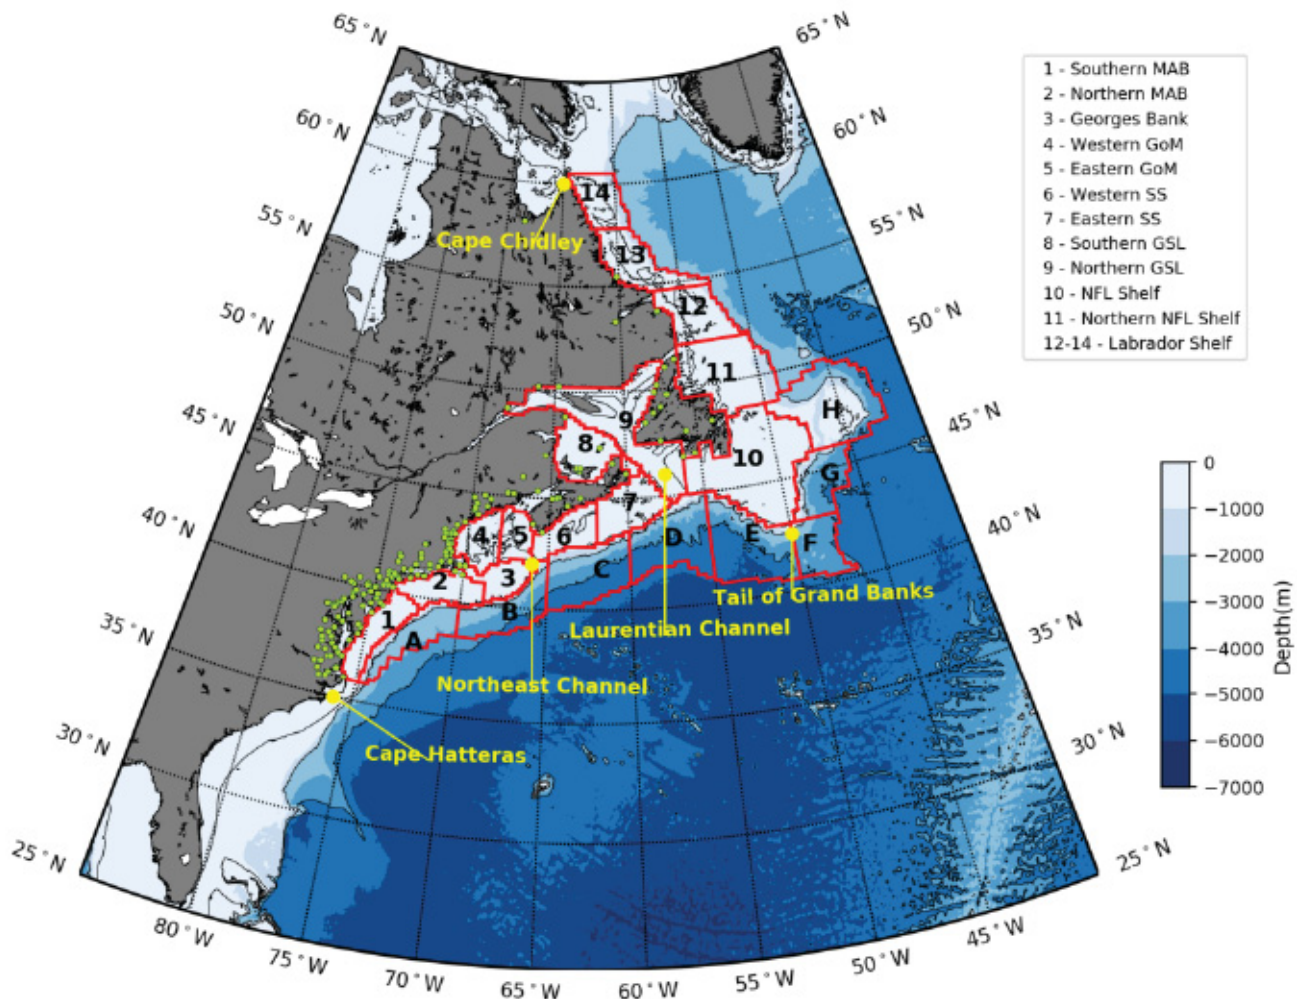 65°N
65°N
60°N
60°N
55°N
55°N
50°N
50°N
45°N
45°N
40°N
40°N
35°N
35°N
30°N
30°N
25°N
25°N
80°W
75°W
70°W
65°W
60°W
55°W
50°W
45°W
1 - Southern MAB
2 - Northern MAB
3 - Georges Bank
4 - Western GoM
5 - Eastern GoM
6 - Western SS
7 - Eastern SS
8 - Southern GSL
9 - Northern GSL
10 - NFL Shelf
11 - Northern NFL Shelf
12-14 - Labrador Shelf
14
Cape Chidley
13
12
11
H
9
8
10
G
7
4
5
6
D
E
F
2
3
C
Tail of Grand Banks
1
B
A
Laurentian Channel
Northeast Channel
Cape Hatteras
0
−1000
−2000
−3000
−4000
−5000
−6000
−7000
Depth(m)